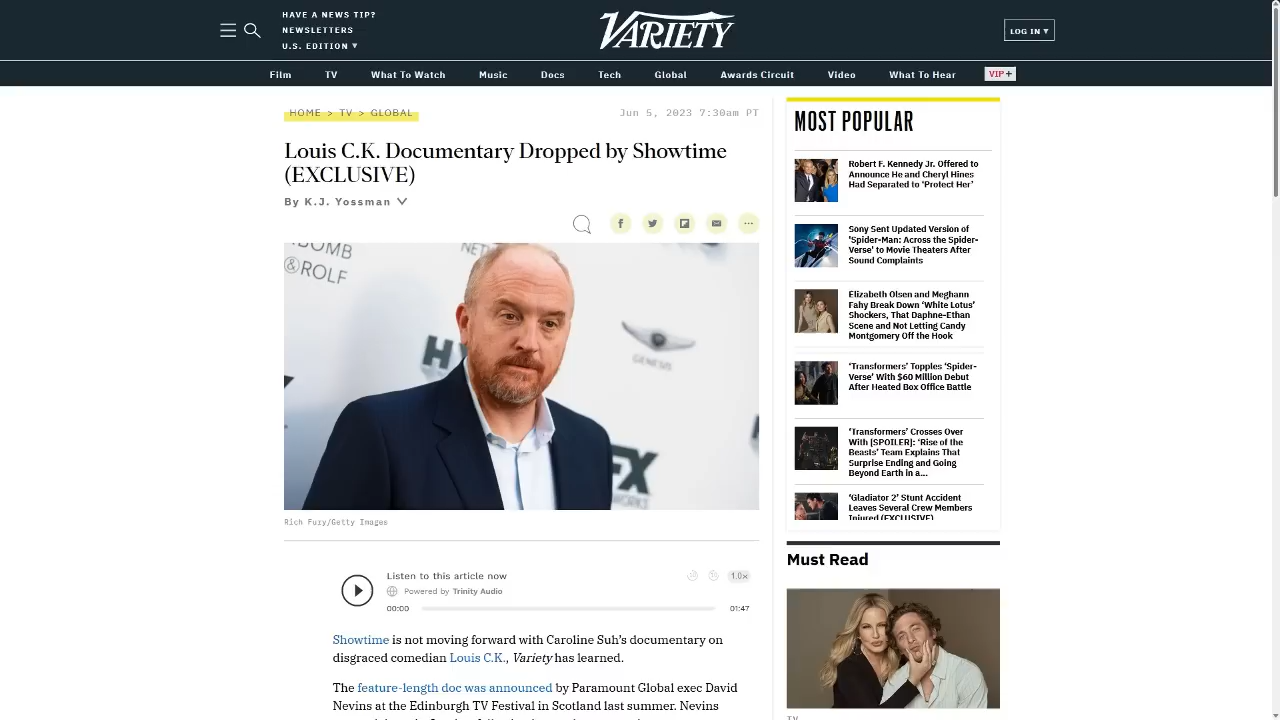 HAVE A NEWS TIP?
NEWSLETTERS
U.S. EDITION ▼
VARIETY
LOG IN ▼
Film TV What To Watch Music Docs Tech Global Awards Circuit Video What To Hear VIP+
HOME > TV > GLOBAL
Jun 5, 2023 7:30am PT
Louis C.K. Documentary Dropped by Showtime
(EXCLUSIVE)
By K.J. Yossman
BOMB
& ROLF
NET
GENESIS
H
FX
NETWORKS
Rich Fury/Getty Images
Listen to this article now
1.0×
Powered by Trinity Audio
00:00
01:47
Showtime is not moving forward with Caroline Suh’s documentary on
disgraced comedian Louis C.K., Variety has learned.
The feature-length doc was announced by Paramount Global exec David
Nevins at the Edinburgh TV Festival in Scotland last summer. Nevins
MOST POPULAR
Robert F. Kennedy Jr. Offered to
Announce He and Cheryl Hines
Had Separated to ‘Protect Her’
Sony Sent Updated Version of
'Spider-Man: Across the Spider-
Verse' to Movie Theaters After
Sound Complaints
Elizabeth Olsen and Meghann
Fahy Break Down ‘White Lotus’
Shockers, That Daphne-Ethan
Scene and Not Letting Candy
Montgomery Off the Hook
‘Transformers’ Topples ‘Spider-
Verse’ With $60 Million Debut
After Heated Box Office Battle
‘Transformers’ Crosses Over
With [SPOILER]: ‘Rise of the
Beasts’ Team Explains That
Surprise Ending and Going
Beyond Earth in a...
‘Gladiator 2’ Stunt Accident
Leaves Several Crew Members
Injured (EXCLUSIVE)
Must Read
TV